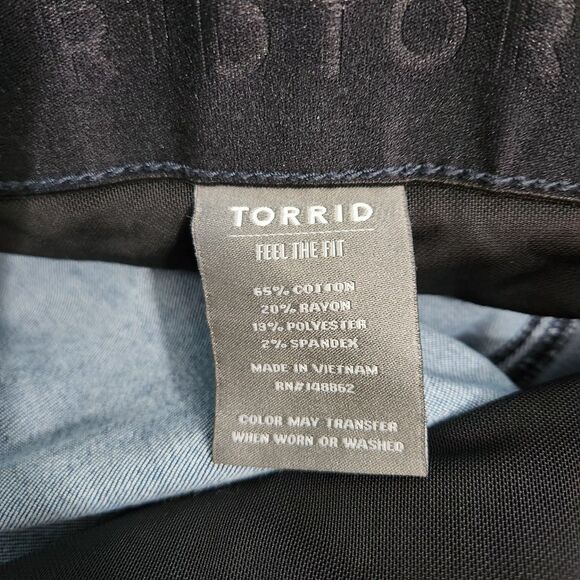 R STOR
TORRID
FEEL THE FIT
65% COTTON
20% RAYON
13% POLYESTER
2% SPANDEX
MADE IN VIETNAM
RN#148862
COLOR MAY TRANSFER
WHEN WORN OR WASHED